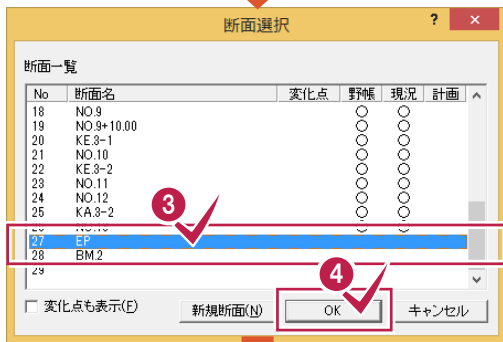 断面選択 ? ×
断面一覧
No 断面名 変化点 野帳 現況 計画
18 NO.9 ○ ○
19 NO.9+10.00 ○ ○
20 KE.3-1 ○ ○
21 NO.10 ○ ○
22 KE.3-2 ○ ○
23 NO.11 ○ ○
24 NO.12 ○ ○
25 KA.3-2 ○ ○
3
27 EP
28 BM.2
29
4
変化点も表示(F) 新規断面(N) OK キャンセル